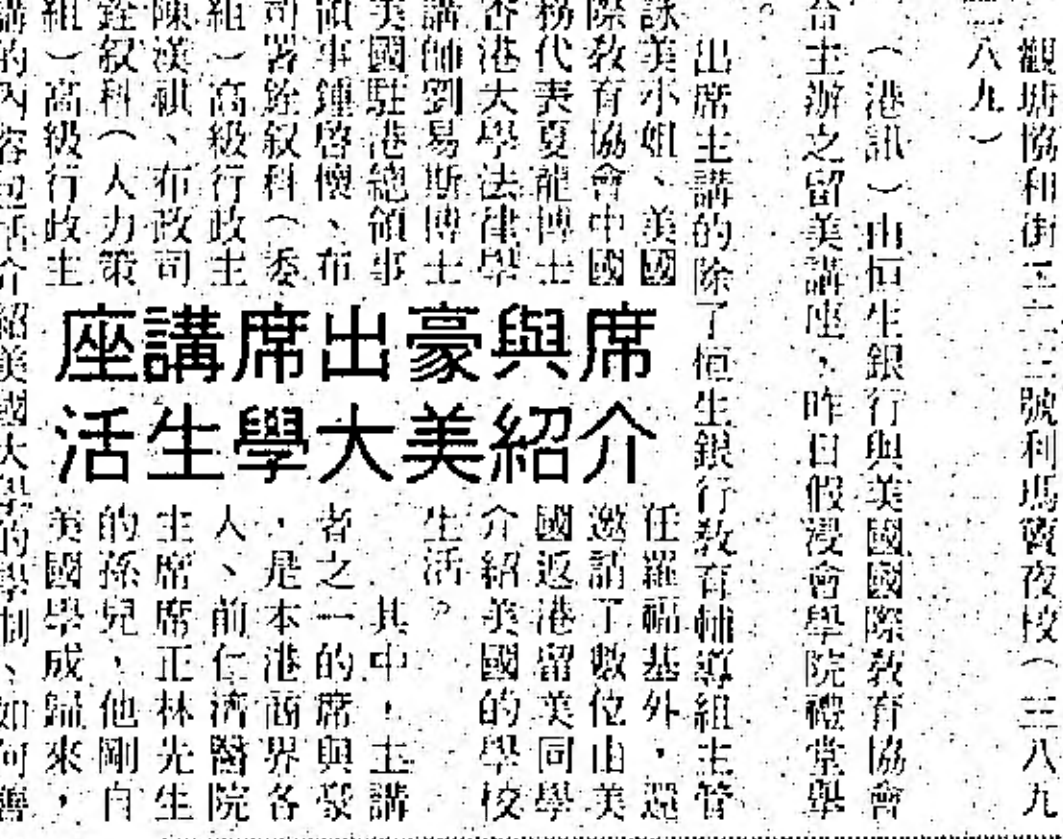 觀塘協和街三二三號利瑪竇夜校（三八九
八九）
（港訊）由恒生銀行與美國國際教育協會
合主辦之留美講座，昨日假浸會學院禮堂舉
。
出席主講的除了恒生銀行教育輔導組主管
席與豪出席講座
介紹美大學生活
任羅福基外，還
邀請了數位由美
國返港留美同學
介紹美國的學校
生活。
其中，主講
者之一的席與豪
，是本港商界名
人、前仁濟醫院
主席席正林先生
的孫兒，他剛自
美國學成歸來，
詠美小姐、美國
際教育協會中國
務代表夏龍博士
香港大學法律學
講師劉易斯博士
美國駐港總領事
領事鍾啓懷、布
司署銓叙科（委
組）高級行政主
陳漢祺、布政司
銓叙科（人力策
組）高級行政主
講的內容包括介紹美國大學的學制、如何善